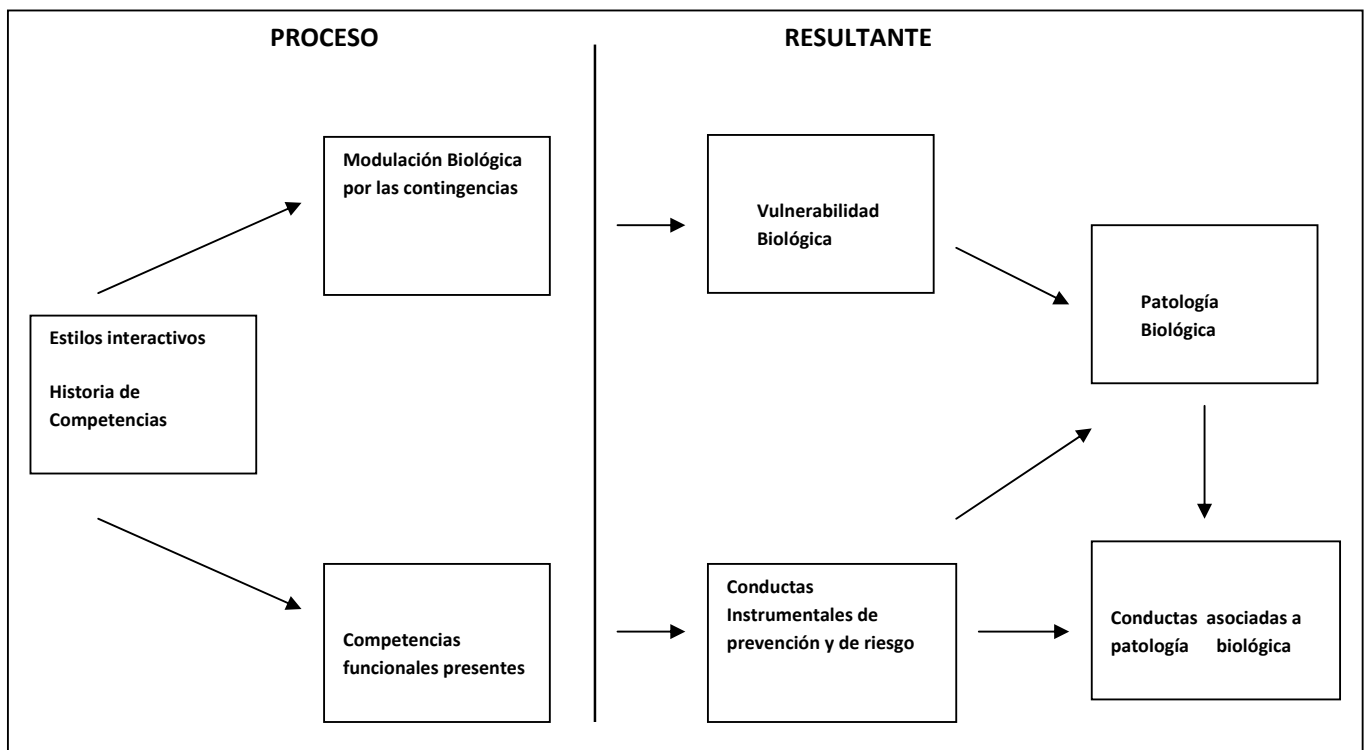 PROCESO
RESULTANTE
Modulación Biológica
por las contingencias
Vulnerabilidad
Biológica
Patología
Biológica
Estilos interactivos
Historia de
Competencias
Competencias
funcionales presentes
Conductas
Instrumentales de
prevención y de riesgo
Conductas asociadas a
patología biológica